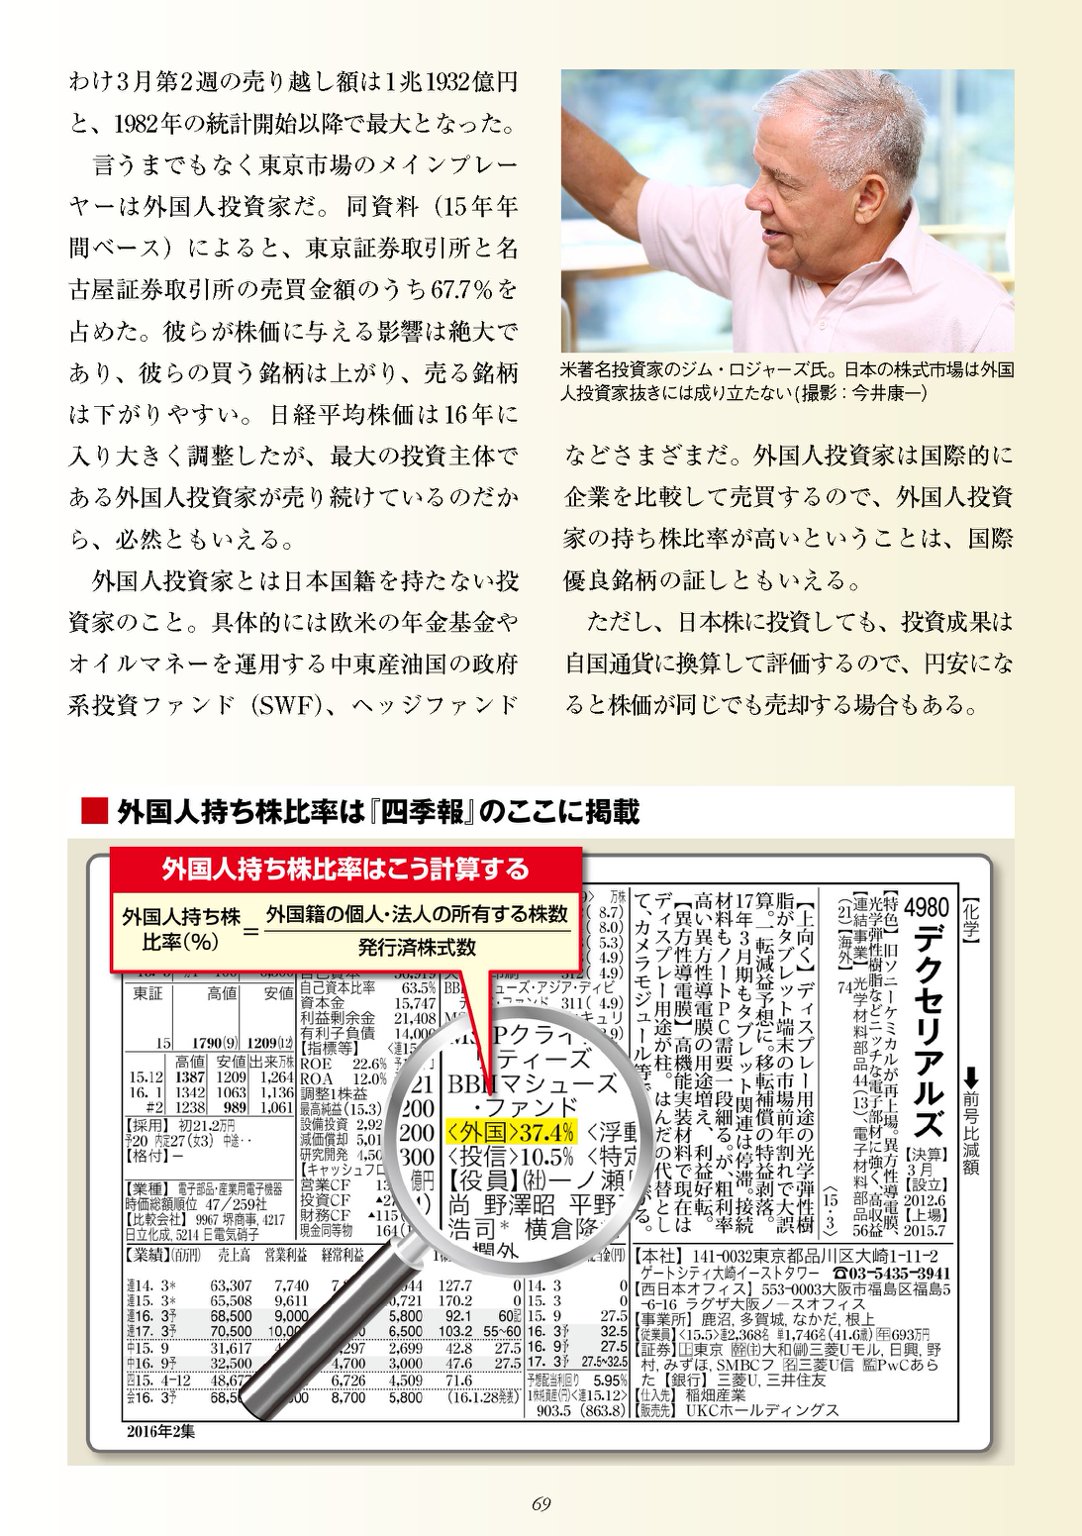 わけ3月第2週の売り越し額は1兆1932億円
と、1982年の統計開始以降で最大となった。
言うまでもなく東京市場のメインプレー
ヤーは外国人投資家だ。同資料（15年年
間ベース）によると、東京証券取引所と名
古屋証券取引所の売買金額のうち67.7％を
占めた。彼らが株価に与える影響は絶大で
あり、彼らの買う銘柄は上がり、売る銘柄
は下がりやすい。日経平均株価は16年に
入り大きく調整したが、最大の投資主体で
ある外国人投資家が売り続けているのだか
ら、必然ともいえる。
外国人投資家とは日本国籍を持たない投
資家のこと。具体的には欧米の年金基金や
オイルマネーを運用する中東産油国の政府
系投資ファンド（SWF）、ヘッジファンド
米著名投資家のジム・ロジャーズ氏。日本の株式市場は外国
人投資家抜きには成り立たない（撮影：今井康一）
などさまざまだ。外国人投資家は国際的に
企業を比較して売買するので、外国人投資
家の持ち株比率が高いということは、国際
優良銘柄の証しともいえる。
ただし、日本株に投資しても、投資成果は
自国通貨に換算して評価するので、円安にな
ると株価が同じでも売却する場合もある。
■ 外国人持ち株比率は『四季報』のここに掲載
外国人持ち株比率はこう計算する
外国人持ち株
比率（％）
＝
外国籍の個人・法人の所有する株数
発行済株式数
【化学】
➡前号比減額
4980 デクセリアルズ
【決算】
3月
【設立】
2012.6
【上場】
2015.7
【特色】旧ソニーケミカルが再上場。異方性導電膜、
光学弾性樹脂などニッチな電子部材に強く、高収益
【連結事業】光学材料部品44(13)、電子材料部品56
(21)【海外】74 〈15・3〉
【上向く】ディスプレー用途の光学弾性樹
脂がタブレット端末の市場前年割れで大誤
算。一転減益予想に。移転補償の特益剥落。
17年3月期もタブレット関連は停滞。接続
材料もノートPC需要一段細る。が、粗利率
高い異方性導電膜の用途増え、利益好転。
【異方性導電膜】高機能実装材料で現在は
ディスプレー用途が柱。はんだの代替とし
て、カメラモジュール等
東証 高値 安値
15 1790(9) 1209(12)
高値 安値 出来万株
15.12 1387 1209 1,264
16. 1 1342 1063 1,136
#2 1238 989 1,061
【採用】初21.2万円
予20 内定27(女3) 中途‥
【格付】－
【業種】電子部品・産業用電子機器
時価総額順位 47／259社
【比較会社】9967 堺商事, 4217
日立化成, 5214 日電気硝子
自己資本比率 63.5%
資本金 15,747
利益剰余金 21,408
有利子負債 14,000
【指標等】
ROE 22.6%
ROA 12.0%
調整1株益
最高純益(15.3)
設備投資 2,92
減価償却 5,01
研究開発 4,50
【キャッシュフロ
営業CF
投資CF
財務CF ▲115
現金同等物 164
万株
8.7)
8.0)
5.3)
4.9)
4.9)
ューズ・アジア・ディビ
311( 4.9)
MSIPクライ
ティーズ
BBHマシューズ
・ファンド
〈外国〉37.4% 〈浮動
〈投信〉10.5% 〈特定
【役員】(社)一ノ瀬
尚 野澤昭 平野
浩司* 横倉隆
欄外
21
200
200
300
億円
【業績】(百万円) 売上高 営業利益 経常利益
連14. 3* 63,307 7,740 127.7 0
連15. 3* 65,508 9,611 170.2 0
連16. 3予 68,500 9,000 5,800 92.1 60記
連17. 3予 70,500 6,500 103.2 55~60
中15. 9 31,617 4,297 2,699 42.8 27.5
中16. 9予 32,500 4,700 3,000 47.6 27.5
四15. 4-12 48,677 6,726 4,509 71.6
会16. 3予 8,700 5,800 (16.1.28発表)
14. 3 0
15. 3 0
15. 9 27.5
16. 3予 32.5
16. 9予 27.5
17. 3予 27.5~32.5
予想配当利回り 5.95%
1株純資産(円)〈連15.12〉
903.5 (863.8)
【本社】141-0032東京都品川区大崎1-11-2
ゲートシティ大崎イーストタワー ☎03-5435-3941
【西日本オフィス】553-0003大阪市福島区福島5
-6-16 ラグザ大阪ノースオフィス
【事業所】鹿沼, 多賀城, なかだ, 根上
【従業員】〈15.5〉連2,368名 単1,746名(41.6歳) 年693万円
【証券】上東京 幹(主)大和(副)三菱Uモル, 日興, 野
村, みずほ, SMBCフ 名三菱U信 監PwCあら
た【銀行】三菱U, 三井住友
【仕入先】稲畑産業
【販売先】UKCホールディングス
2016年2集
69